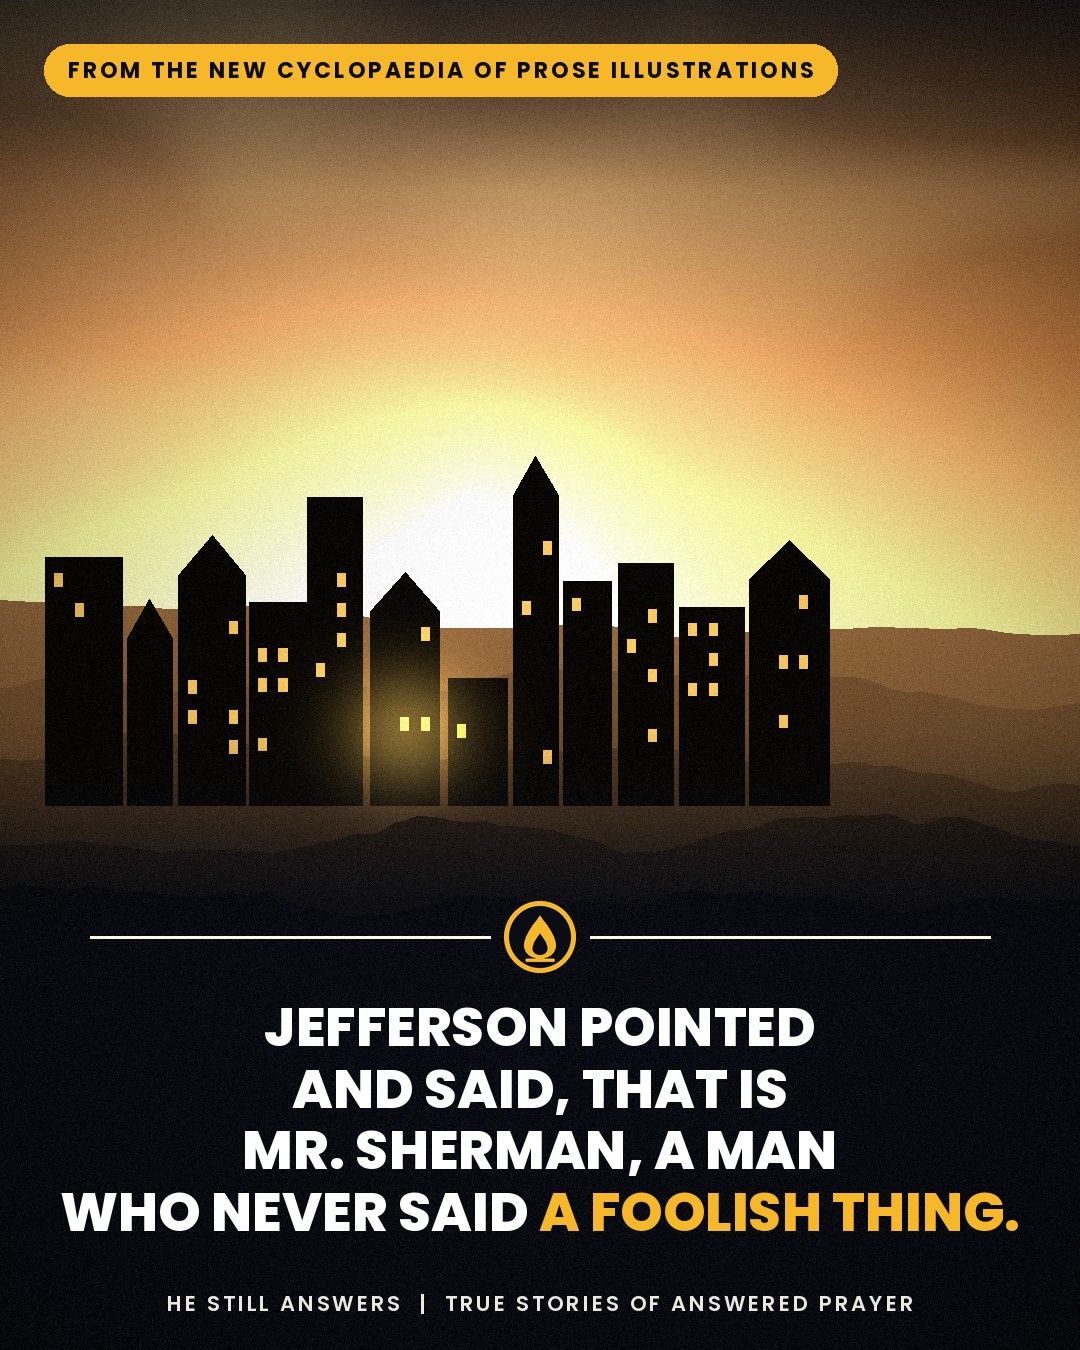 FROM THE NEW CYCLOPAEDIA OF PROSE ILLUSTRATIONS
JEFFERSON POINTED
AND SAID, THAT IS
MR. SHERMAN, A MAN
WHO NEVER SAID A FOOLISH THING.
HE STILL ANSWERS | TRUE STORIES OF ANSWERED PRAYER